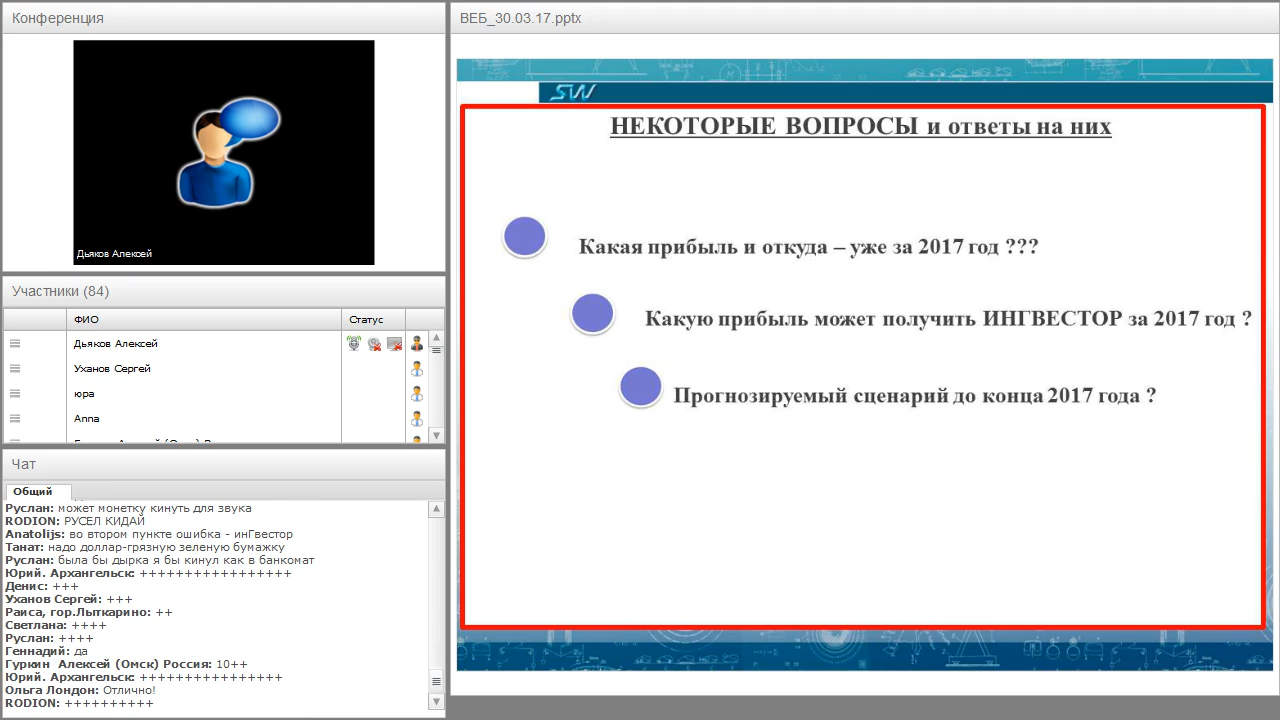 Конференция
Дьяков Алексей
Участники (84)
ФИО
Статус
Дьяков Алексей
Уханов Сергей
юра
Anna
Чат
Общий
Руслан: может монетку кинуть для звука
RODION: РУСЕЛ КИДАЙ
Anatolijs: во втором пункте ошибка - инГвестор
Танат: надо доллар-грязную зеленую бумажку
Руслан: была бы дырка я бы кинул как в банкомат
Юрий. Архангельск: +++++++++++++++++
Денис: +++
Уханов Сергей: +++
Раиса, гор.Лыткарино: ++
Светлана: ++++
Руслан: ++++
Геннадий: да
Гуркин Алексей (Омск) Россия: 10++
Юрий. Архангельск: ++++++++++++++++
Ольга Лондон: Отлично!
RODION: ++++++++++
ВЕБ_30.03.17.pptx
SW
НЕКОТОРЫЕ ВОПРОСЫ и ответы на них
Какая прибыль и откуда – уже за 2017 год ???
Какую прибыль может получить ИНГВЕСТОР за 2017 год ?
Прогнозируемый сценарий до конца 2017 года ?